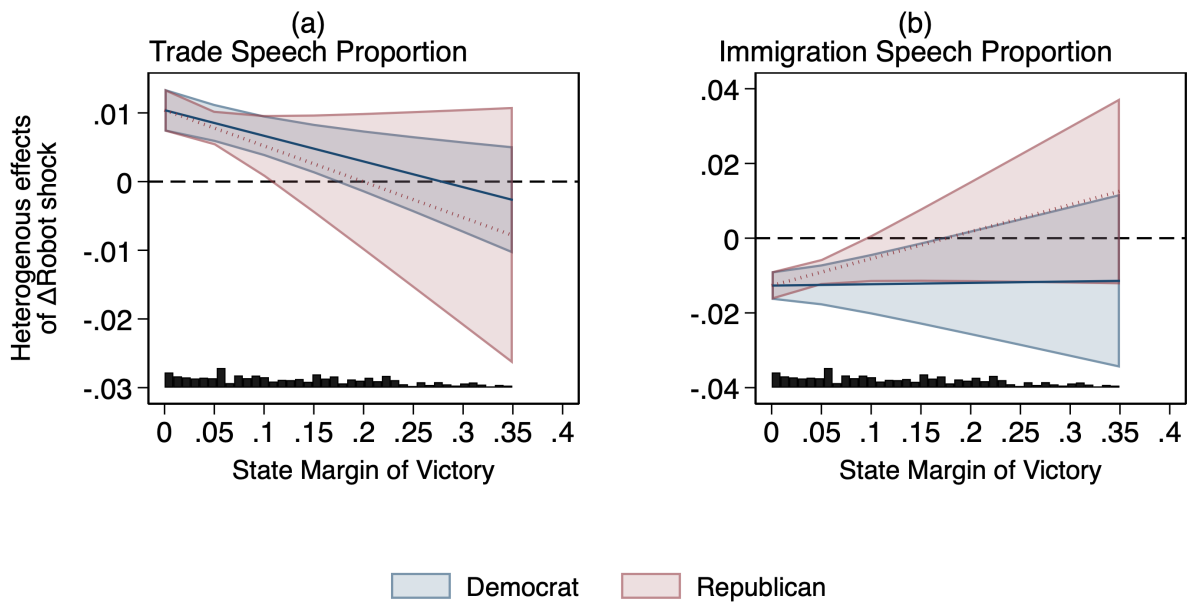 (a)
Trade Speech Proportion
(b)
Immigration Speech Proportion
Heterogenous effects
of ΔRobot shock
.01
0
-.01
-.02
-.03
0 .05 .1 .15 .2 .25 .3 .35 .4
State Margin of Victory
.04
.02
0
-.02
-.04
0 .05 .1 .15 .2 .25 .3 .35 .4
State Margin of Victory
Democrat Republican